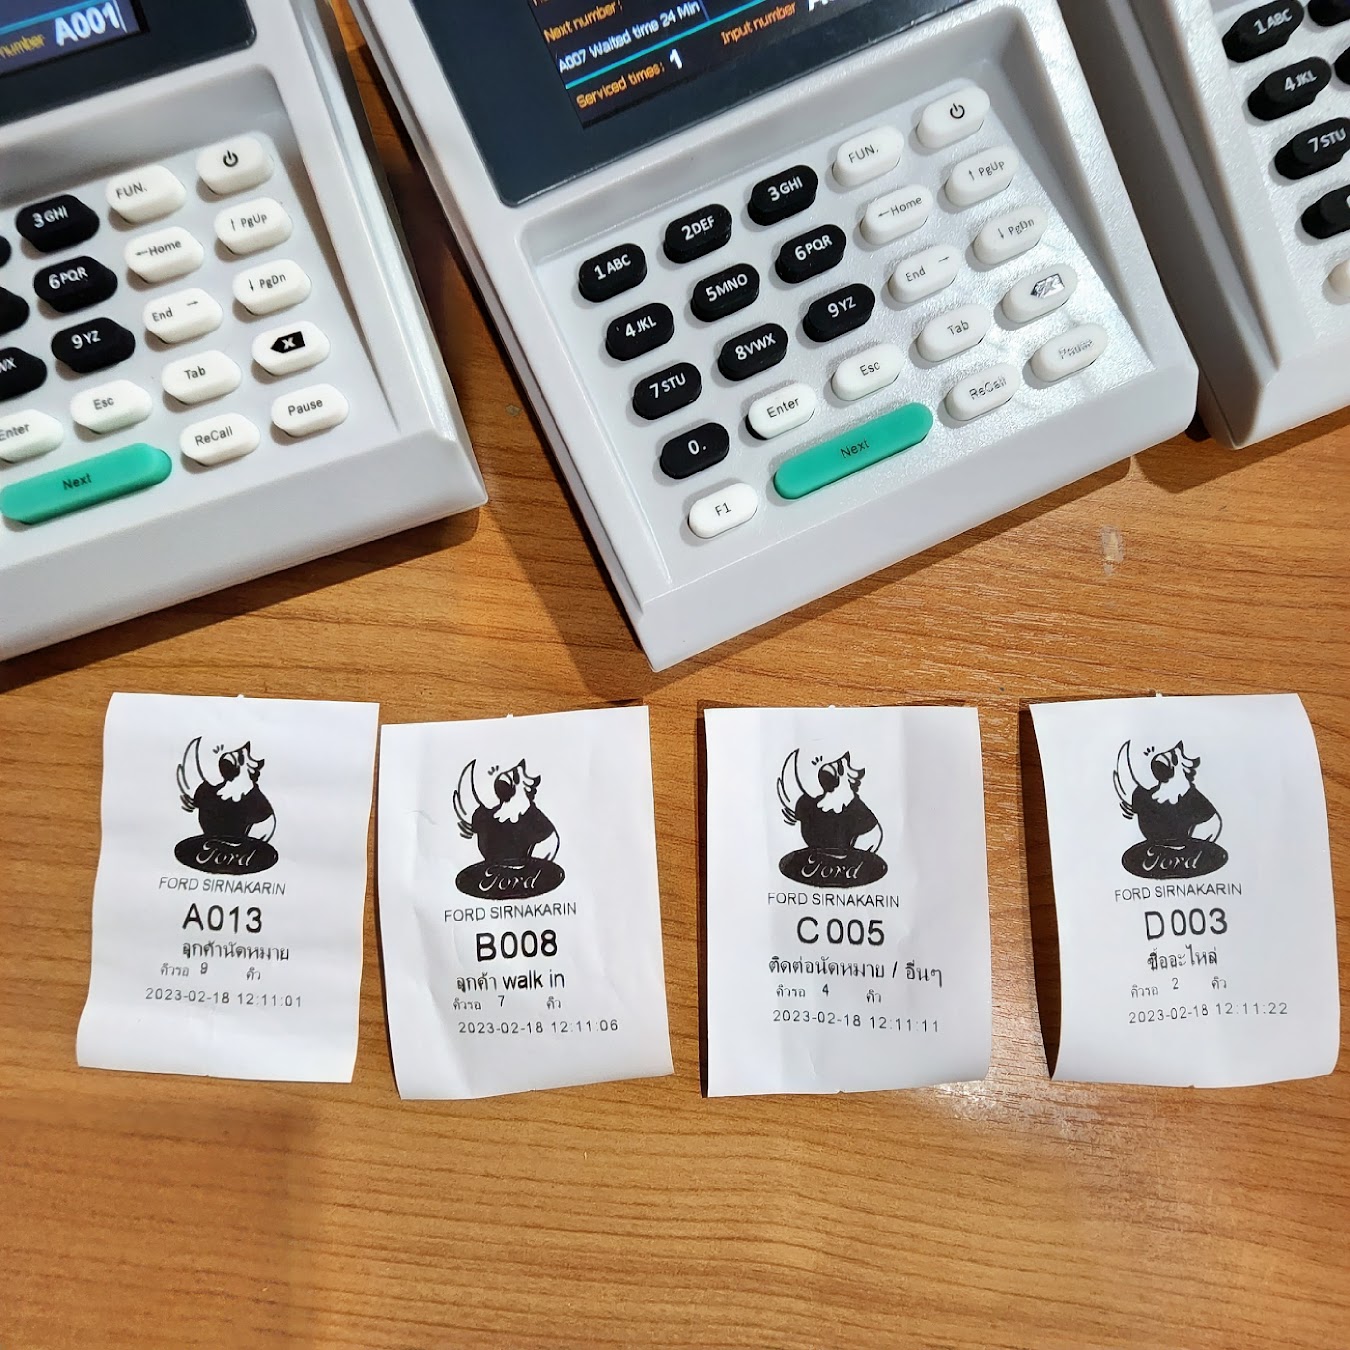 number A001
FUN.
3 GHI
↑ PgUp
←Home
6 PQR
↓ PgDn
End →
9 YZ
WX
Tab
Esc
Enter
Pause
ReCall
Next
Next number:
A007 Waited time 24 Min
Input number
Serviced times: 1
FUN.
3 GHI
2 DEF
1 ABC
↑ PgUp
←Home
6 PQR
5 MNO
4 JKL
↓ PgDn
End →
9 YZ
8 VWX
7 STU
Tab
Esc
Enter
0.
Pause
ReCall
Next
F1
1 ABC
4 JKL
7 STU
Ford
FORD SIRNAKARIN
A013
ลูกค้านัดหมาย
คิวรอ 9 คิว
2023-02-18 12:11:01
Ford
FORD SIRNAKARIN
B008
ลูกค้า walk in
คิวรอ 7 คิว
2023-02-18 12:11:06
Ford
FORD SIRNAKARIN
C005
ติดต่อนัดหมาย / อื่นๆ
คิวรอ 4 คิว
2023-02-18 12:11:11
Ford
FORD SIRNAKARIN
D003
ซื้ออะไหล่
คิวรอ 2 คิว
2023-02-18 12:11:22